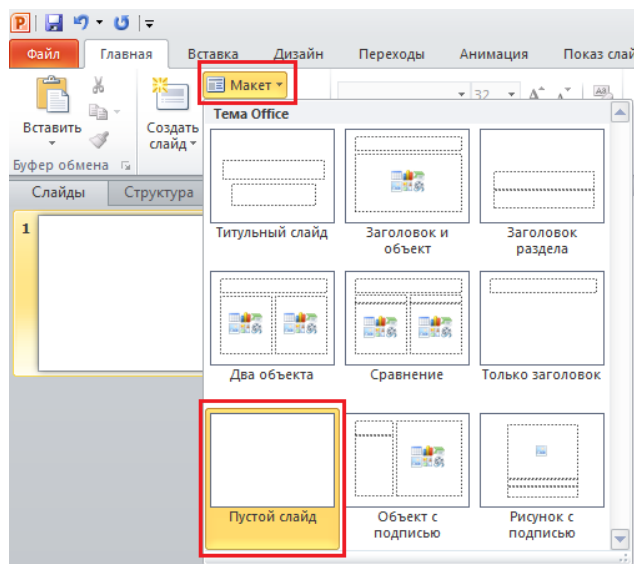 Файл Главная Вставка Дизайн Переходы Анимация Показ слай
Макет
32
Вставить
Создать
слайд
Буфер обмена
Тема Office
Слайды Структура
1
Титульный слайд
Заголовок и
объект
Заголовок
раздела
Два объекта
Сравнение
Только заголовок
Пустой слайд
Объект с
подписью
Рисунок с
подписью